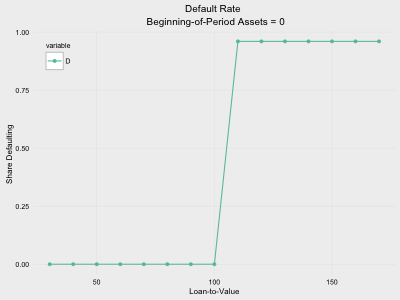 Default Rate
Beginning-of-Period Assets = 0
variable
D
Share Defaulting
1.00
0.75
0.50
0.25
0.00
50
100
150
Loan-to-Value